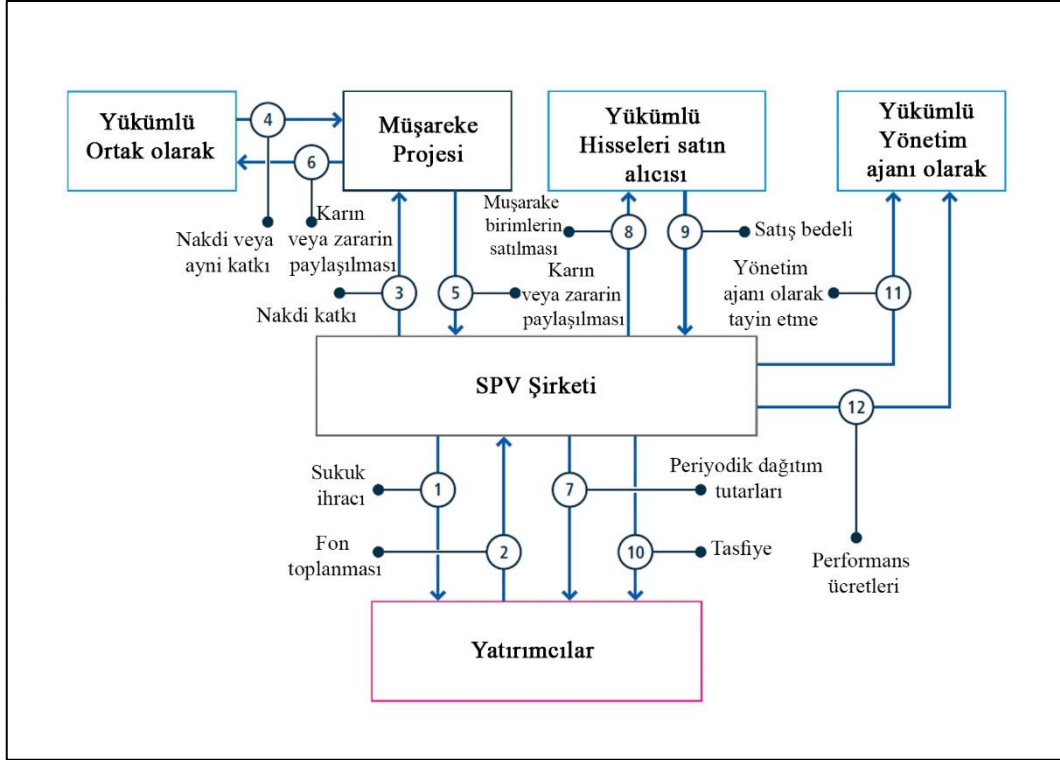 Yükümlü
Ortak olarak
4
6
Müşareke
Projesi
Yükümlü
Hisseleri satın
alıcısı
Yükümlü
Yönetim
ajanı olarak
Nakdi veya
ayni katkı
Karın
veya zararin
paylaşılması
Nakdi katkı
3
5
Karın
veya zararin
paylaşılması
Muşarake
birimlerin
satılması
8
9
Satış bedeli
Yönetim
ajanı olarak
tayin etme
11
SPV Şirketi
12
Sukuk
ihracı
1
Fon
toplanması
2
7
Periyodik dağıtım
tutarları
10
Tasfiye
Performans
ücretleri
Yatırımcılar